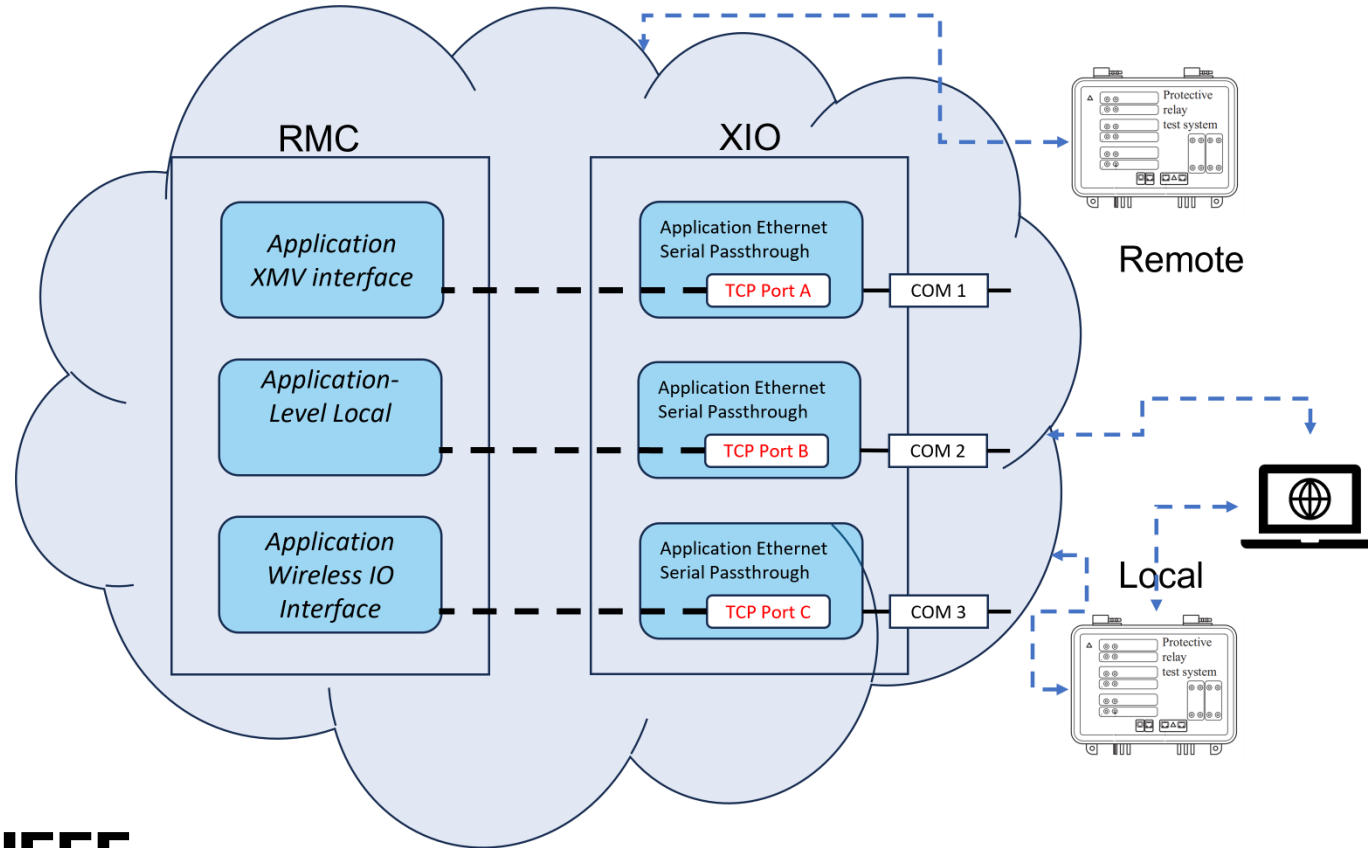 RMC
XIO
Application
XMV interface
Application Ethernet
Serial Passthrough
TCP Port A
COM 1
Application-
Level Local
Application Ethernet
Serial Passthrough
TCP Port B
COM 2
Application
Wireless IO
Interface
Application Ethernet
Serial Passthrough
TCP Port C
COM 3
Protective
relay
test system
Remote
Local
Protective
relay
test system
IEEE